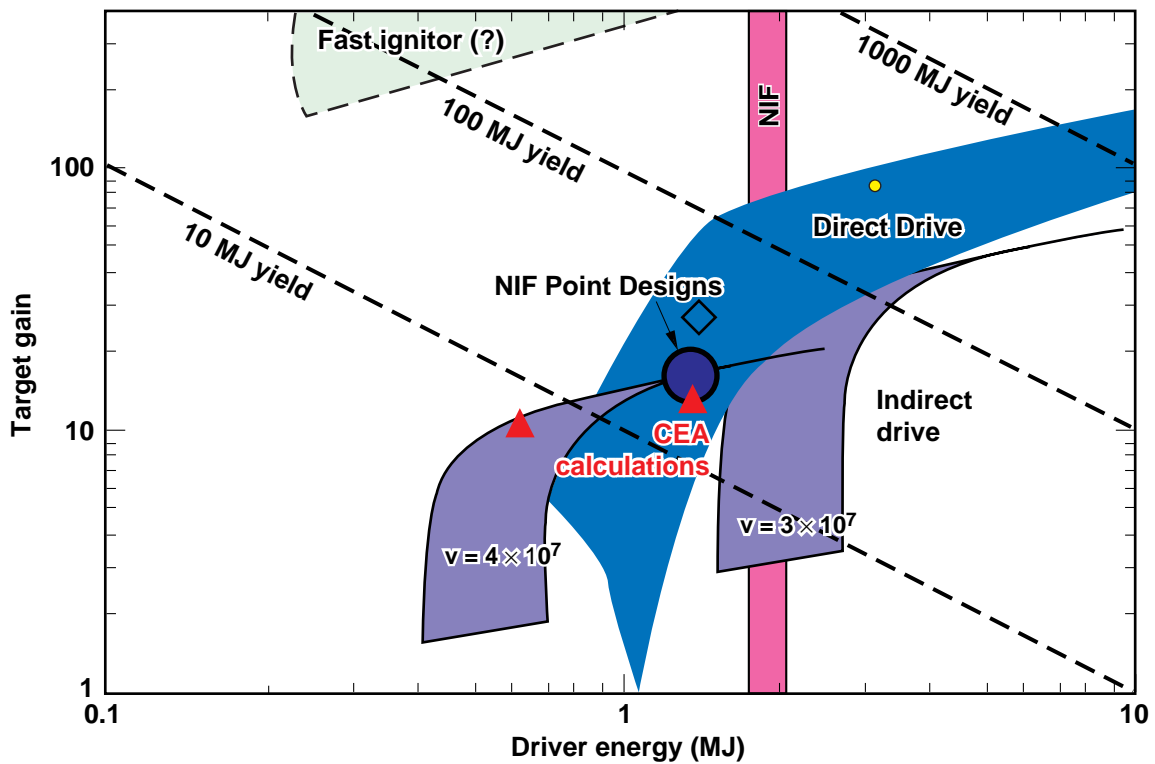 Fast ignitor (?)
1000 MJ yield
NIF
100 MJ yield
100
10 MJ yield
Direct Drive
NIF Point Designs
Target gain
Indirect
drive
10
CEA
calculations
v = 3 × 10⁷
v = 4 × 10⁷
1
0.1
1
10
Driver energy (MJ)